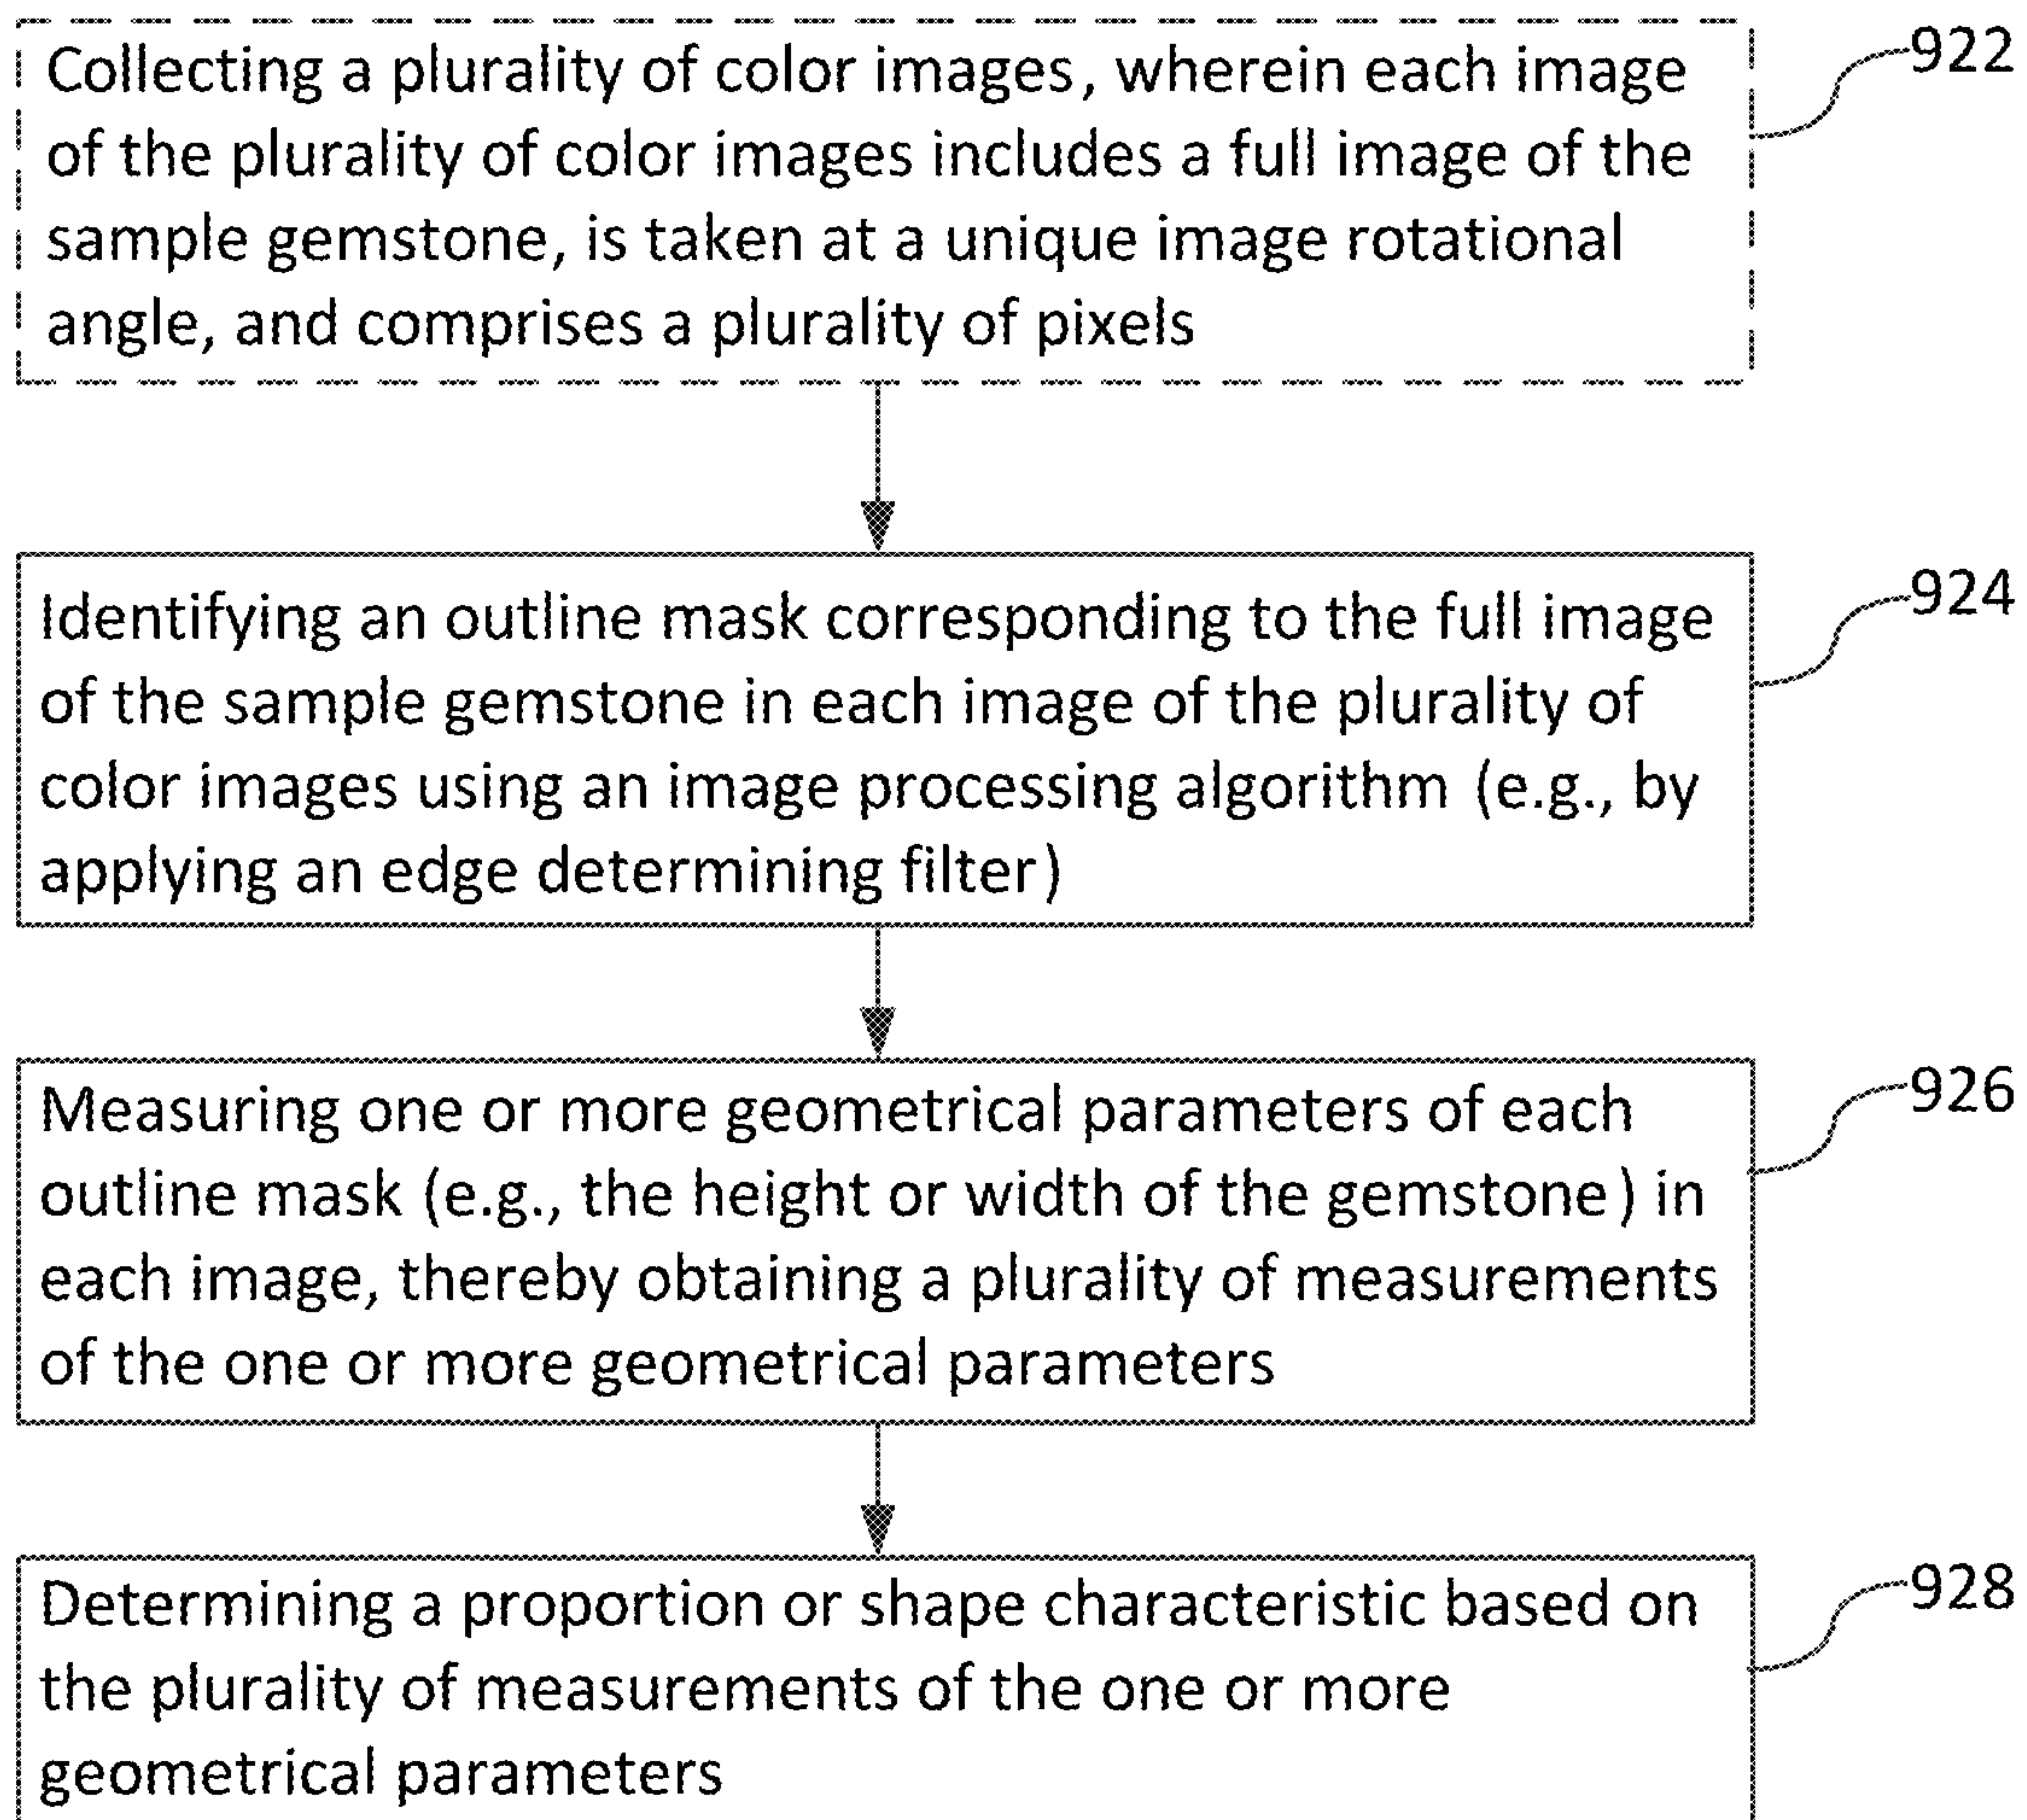 Collecting a plurality of color images, wherein each image
of the plurality of color images includes a full image of the
sample gemstone, is taken at a unique image rotational
angle, and comprises a plurality of pixels
922
Identifying an outline mask corresponding to the full image
of the sample gemstone in each image of the plurality of
color images using an image processing algorithm (e.g., by
applying an edge determining filter)
924
Measuring one or more geometrical parameters of each
outline mask (e.g., the height or width of the gemstone) in
each image, thereby obtaining a plurality of measurements
of the one or more geometrical parameters
926
Determining a proportion or shape characteristic based on
the plurality of measurements of the one or more
geometrical parameters
928